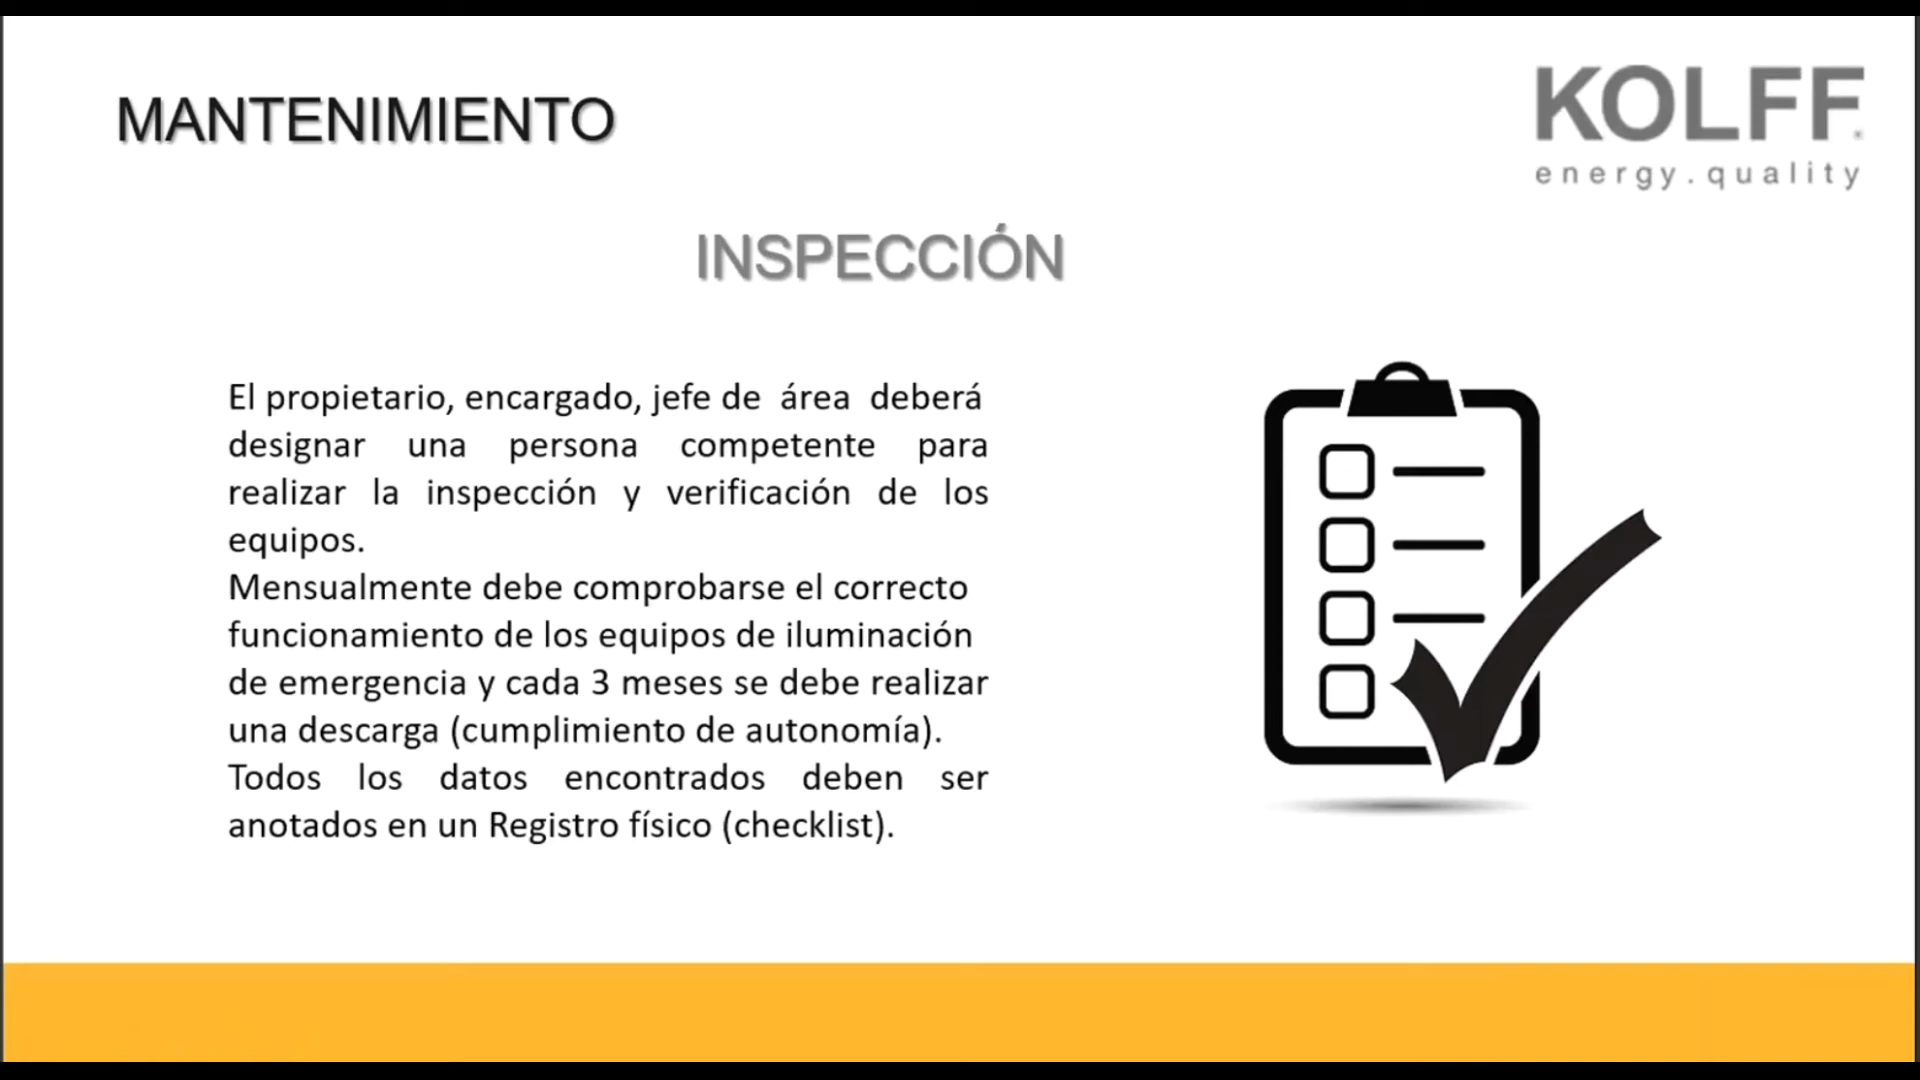 MANTENIMIENTO
KOLFF
energy.quality
INSPECCIÓN
El propietario, encargado, jefe de área deberá
designar una persona competente para
realizar la inspección y verificación de los
equipos.
Mensualmente debe comprobarse el correcto
funcionamiento de los equipos de iluminación
de emergencia y cada 3 meses se debe realizar
una descarga (cumplimiento de autonomía).
Todos los datos encontrados deben ser
anotados en un Registro físico (checklist).